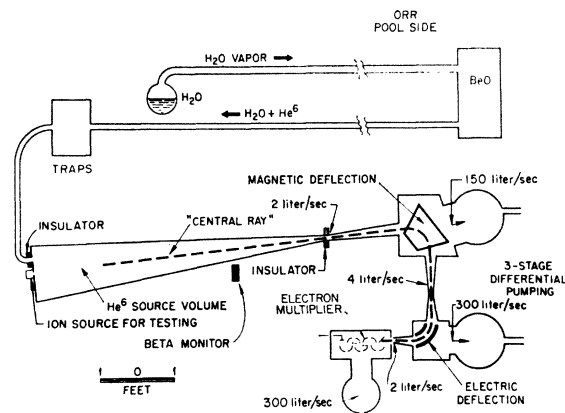 ORR
POOL SIDE
H₂O VAPOR
BeO
H₂O
H₂O + He⁶
TRAPS
MAGNETIC DEFLECTION
150 liter/sec
2 liter/sec
"CENTRAL RAY"
INSULATOR
INSULATOR
4 liter/sec
3-STAGE
DIFFERENTIAL
PUMPING
He⁶ SOURCE VOLUME
ION SOURCE FOR TESTING
BETA MONITOR
ELECTRON
MULTIPLIER
300 liter/sec
0
FEET
1
1
300 liter/sec
2 liter/sec
ELECTRIC
DEFLECTION